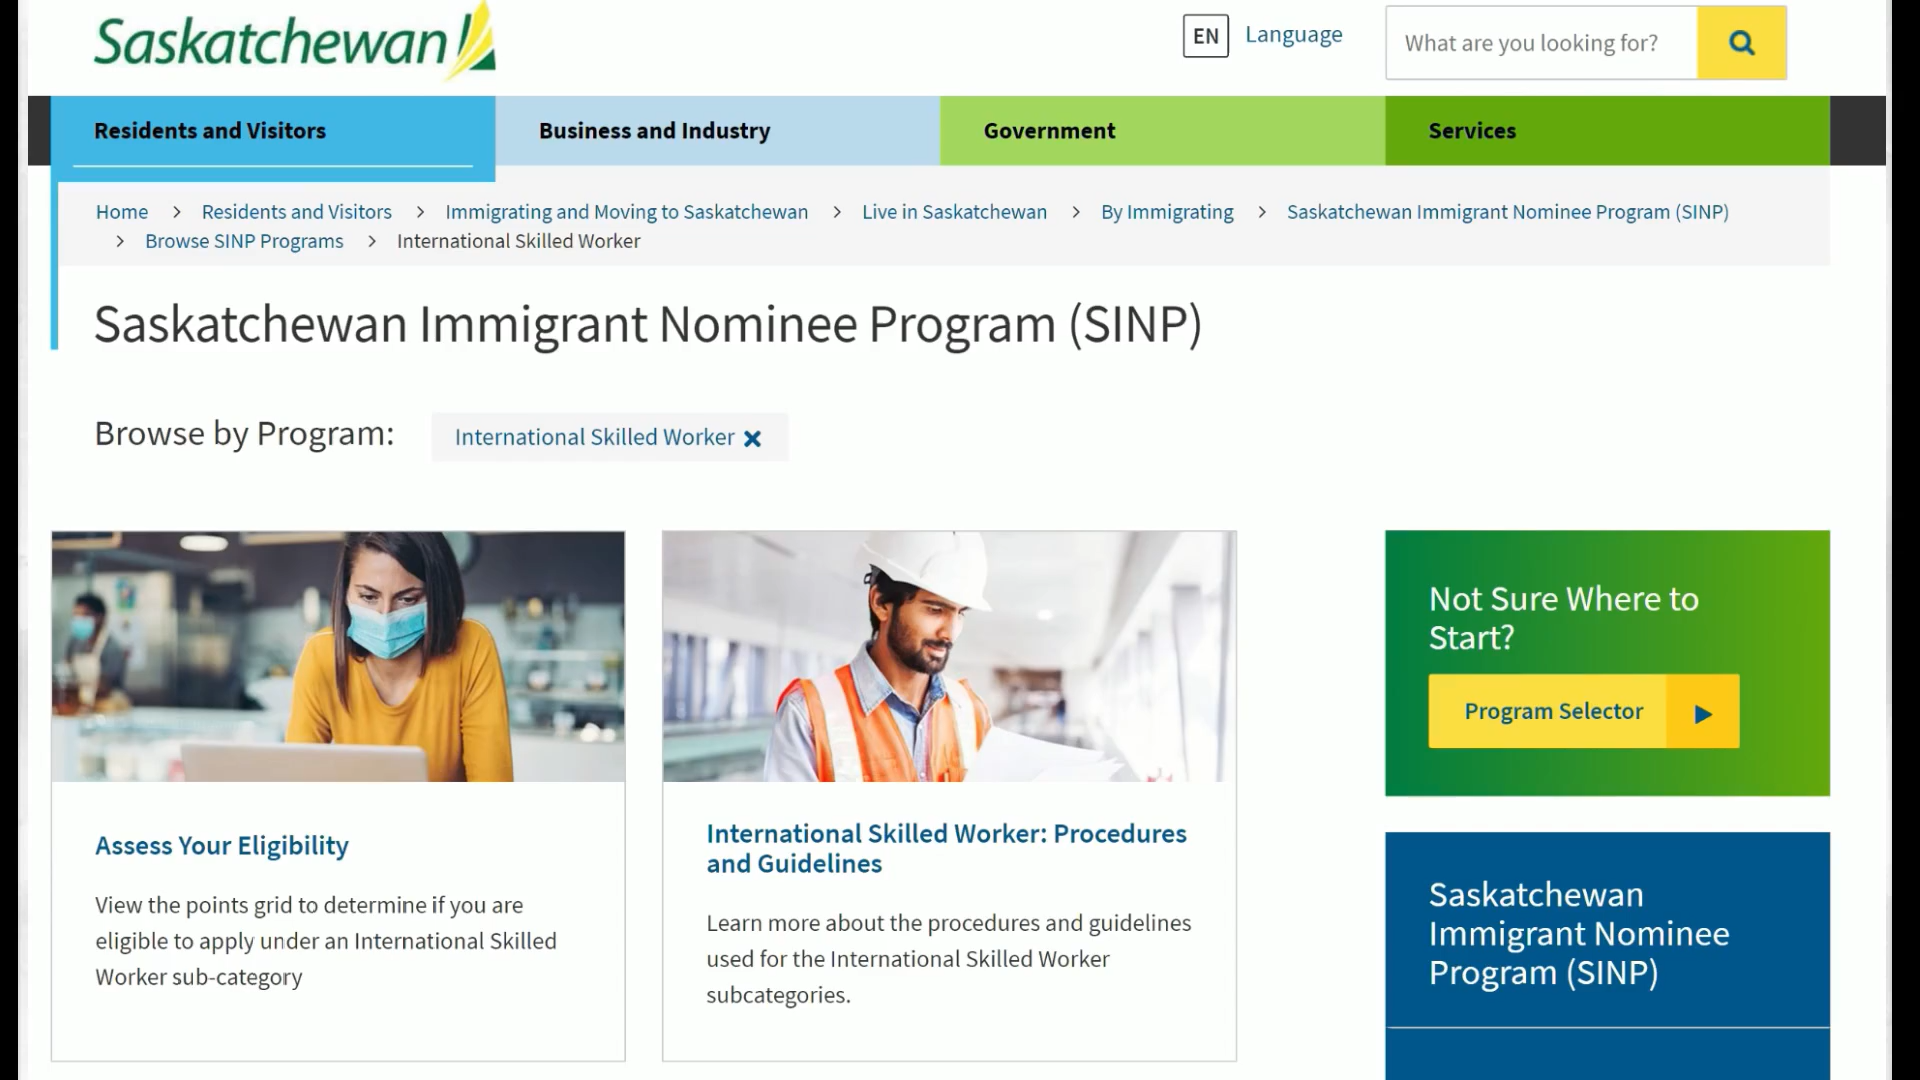 Saskatchewan
EN Language
What are you looking for?
Residents and Visitors
Business and Industry
Government
Services
Home > Residents and Visitors > Immigrating and Moving to Saskatchewan > Live in Saskatchewan > By Immigrating > Saskatchewan Immigrant Nominee Program (SINP)
> Browse SINP Programs > International Skilled Worker
Saskatchewan Immigrant Nominee Program (SINP)
Browse by Program:
International Skilled Worker
Assess Your Eligibility
View the points grid to determine if you are
eligible to apply under an International Skilled
Worker sub-category
International Skilled Worker: Procedures
and Guidelines
Learn more about the procedures and guidelines
used for the International Skilled Worker
subcategories.
Not Sure Where to
Start?
Program Selector
Saskatchewan
Immigrant Nominee
Program (SINP)